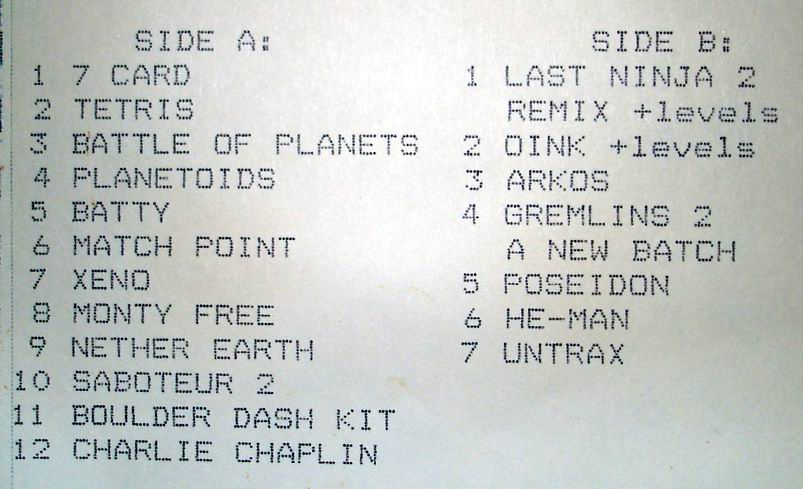 SIDE A:
1 7 CARD
2 TETRIS
3 BATTLE OF PLANETS
4 PLANETOIDS
5 BATTY
6 MATCH POINT
7 XENO
8 MONTY FREE
9 NETHER EARTH
10 SABOTEUR 2
11 BOULDER DASH KIT
12 CHARLIE CHAPLIN
SIDE B:
1 LAST NINJA 2
REMIX +levels
2 OINK +levels
3 ARKOS
4 GREMLINS 2
A NEW BATCH
5 POSEIDON
6 HE-MAN
7 UNTRAX